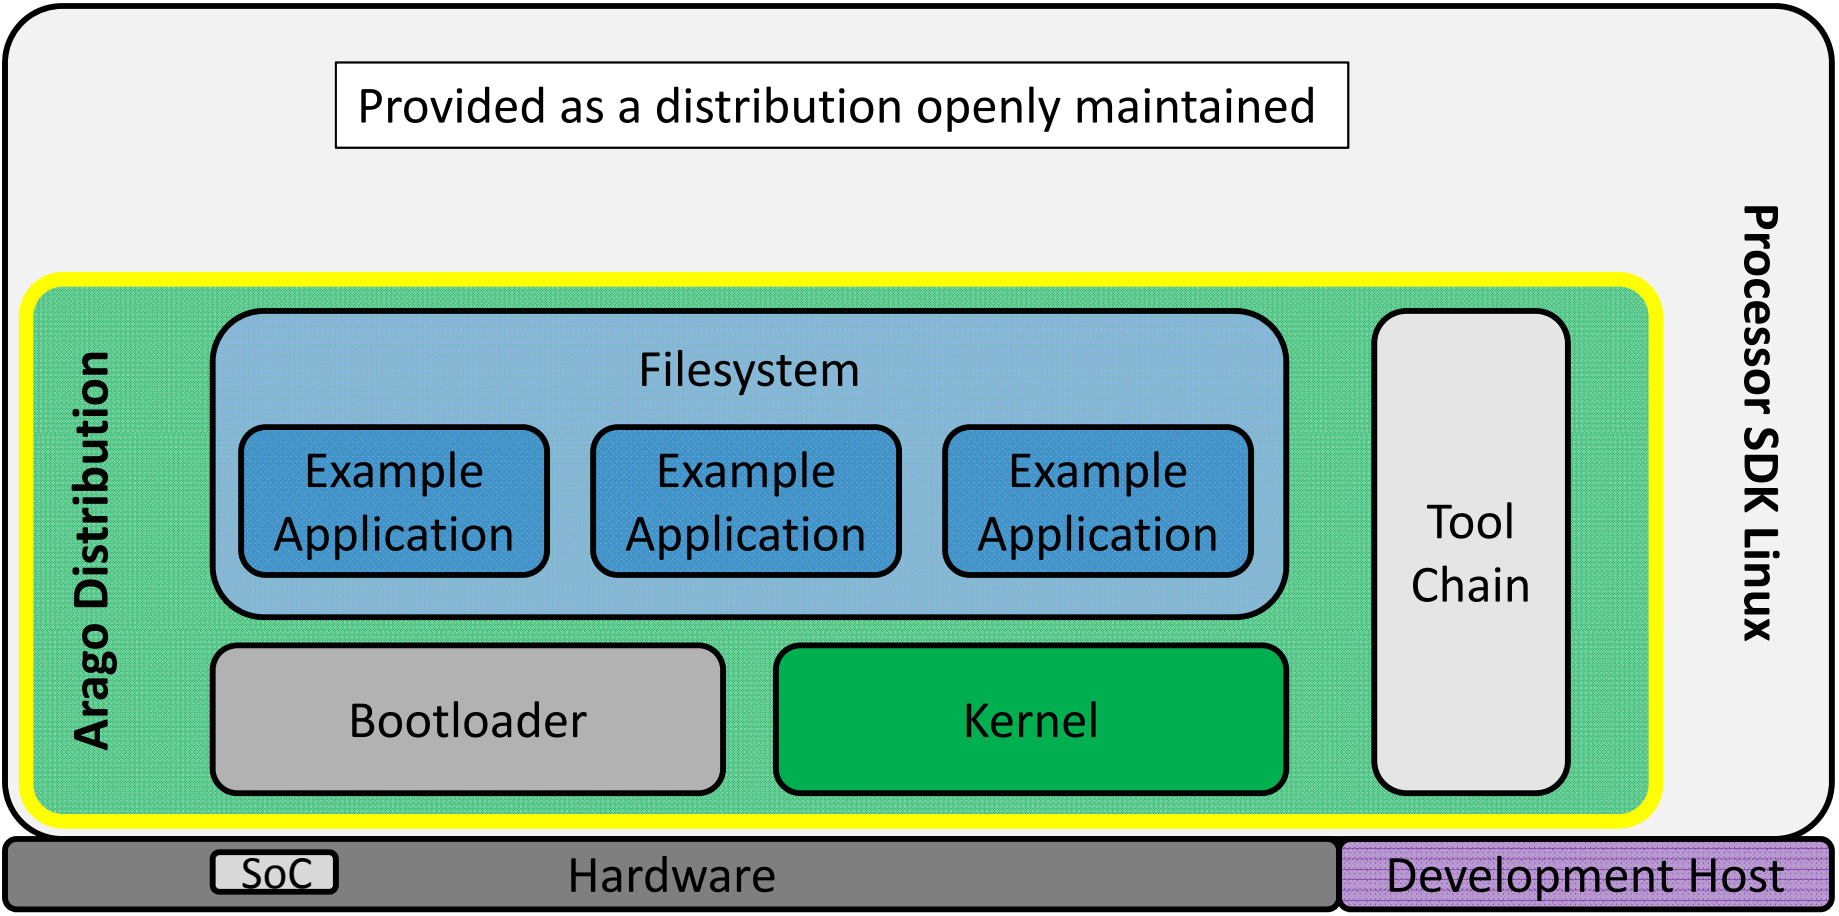 Provided as a distribution openly maintained
Processor SDK Linux
Arago Distribution
Filesystem
Example
Application
Example
Application
Example
Application
Tool
Chain
Bootloader
Kernel
SoC
Hardware
Development Host